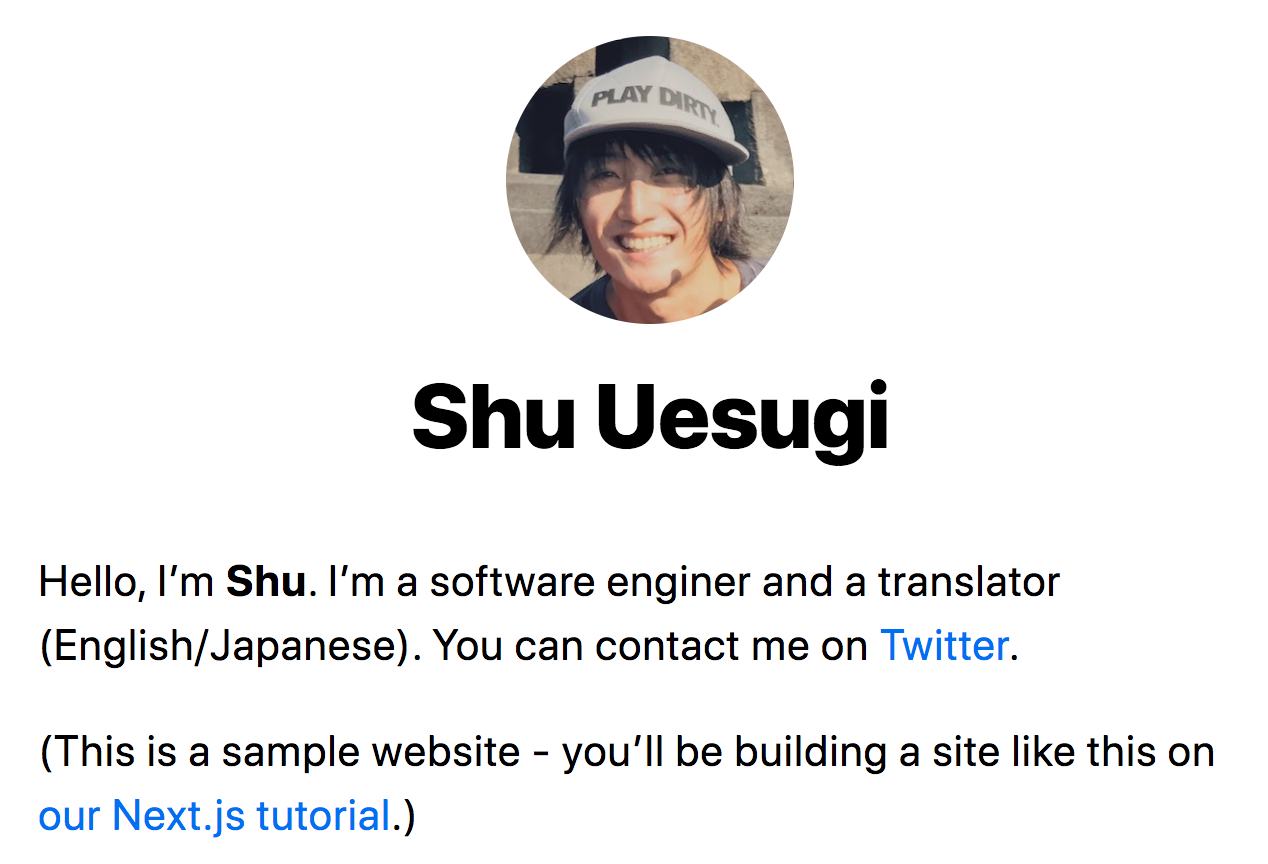 PLAY DIRTY.
Shu Uesugi
Hello, I’m Shu. I’m a software enginer and a translator
(English/Japanese). You can contact me on Twitter.
(This is a sample website - you’ll be building a site like this on
our Next.js tutorial.)